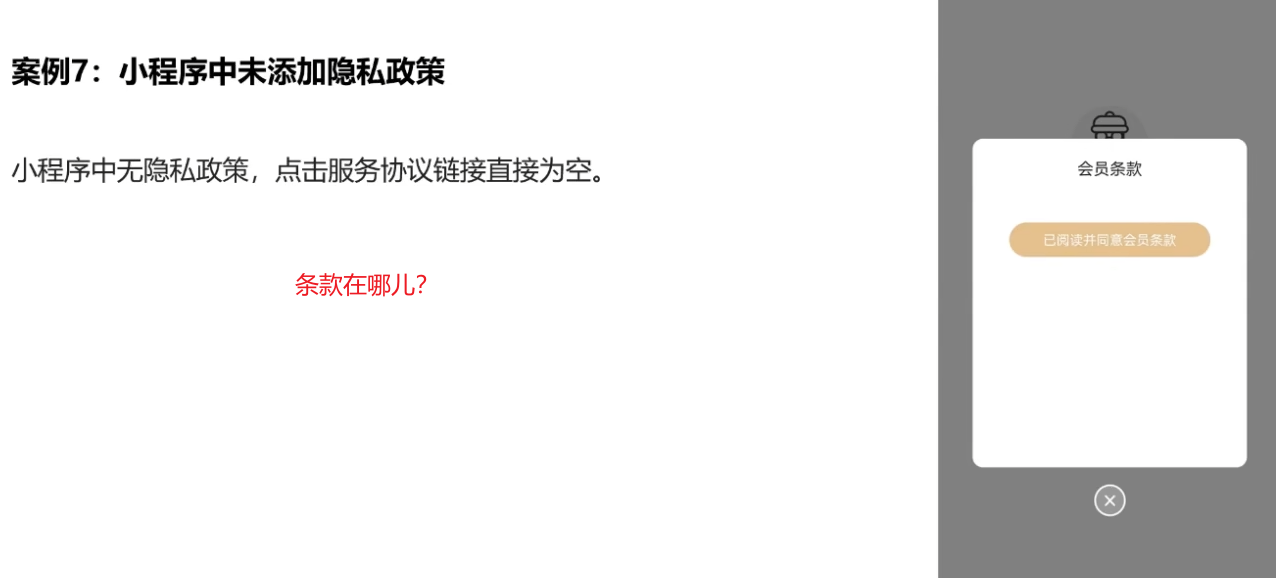 案例7：小程序中未添加隐私政策
小程序中无隐私政策，点击服务协议链接直接为空。
条款在哪儿？
会员条款
已阅读并同意会员条款